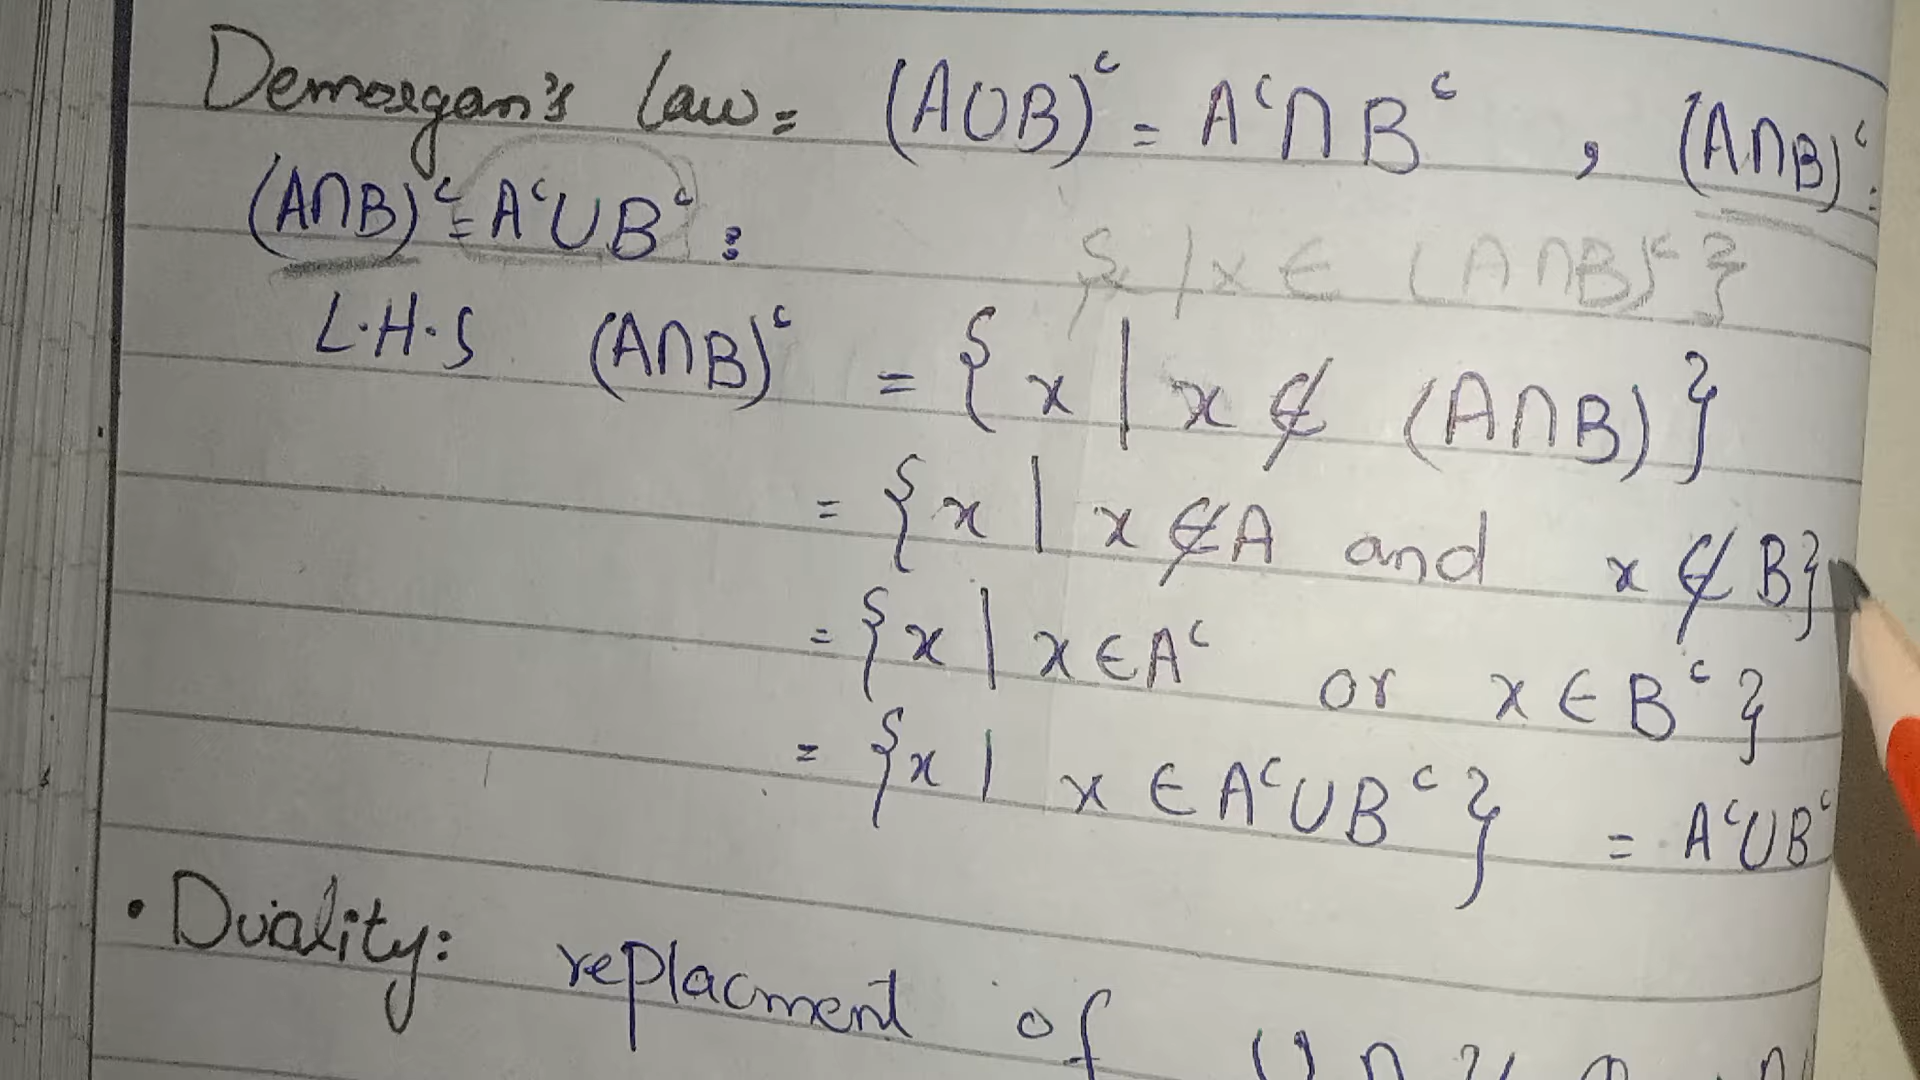 Demorgan's Law = (A∪B)ᶜ = Aᶜ∩Bᶜ , (A∩B)ᶜ =
(A∩B)ᶜ = Aᶜ∪Bᶜ :
{x / x ∈ (A∩B)ᶜ}
L.H.S (A∩B)ᶜ = {x | x ∉ (A∩B)}
= {x | x ∉ A and x ∉ B}
= {x | x ∈ Aᶜ or x ∈ Bᶜ}
= {x | x ∈ Aᶜ∪Bᶜ} = Aᶜ∪Bᶜ
• Duality: replacment of